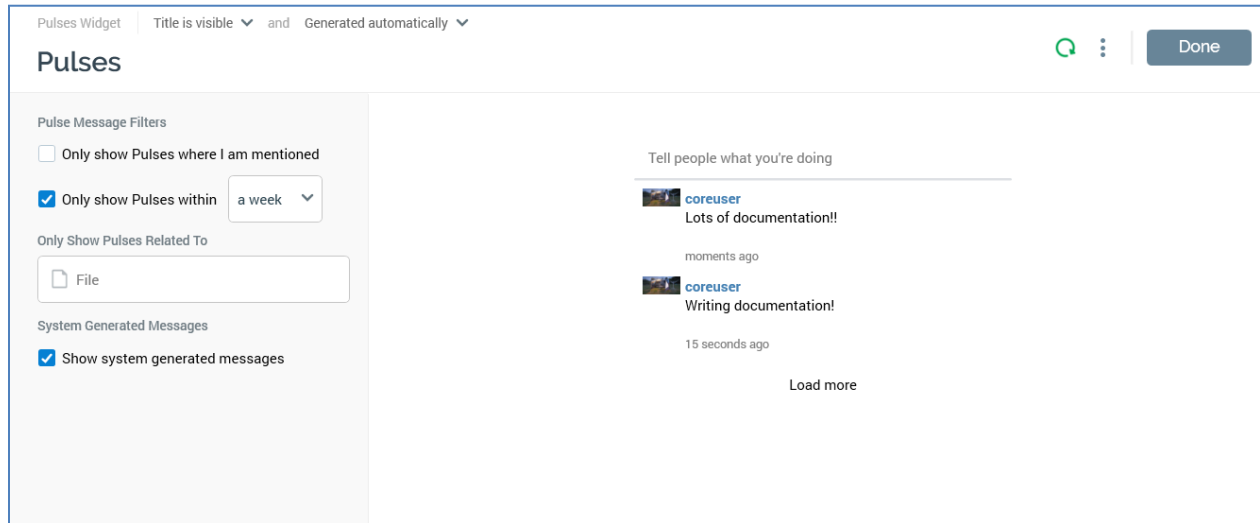 Pulses Widget Title is visible and Generated automatically
Pulses
Done
Pulse Message Filters
Only show Pulses where I am mentioned
Only show Pulses within a week
Only Show Pulses Related To
File
System Generated Messages
Show system generated messages
Tell people what you're doing
coreuser
Lots of documentation!!
moments ago
coreuser
Writing documentation!
15 seconds ago
Load more